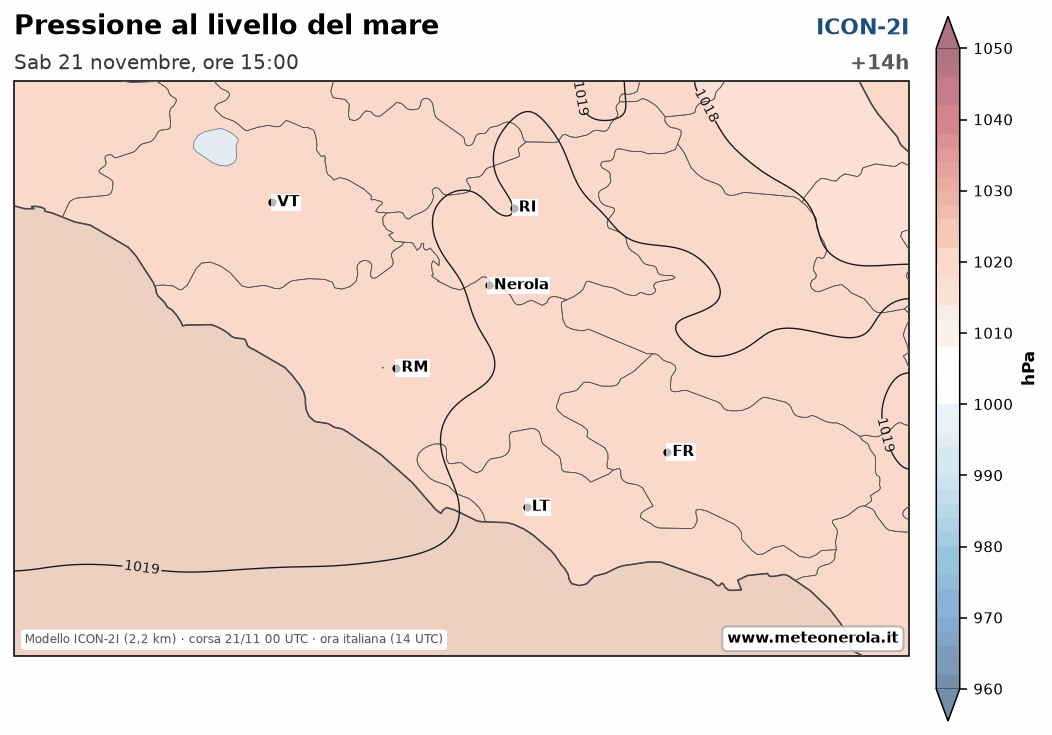 Pressione al livello del mare
ICON-2I
Sab 21 novembre, ore 15:00
+14h
1019
1018
VT
RI
Nerola
RM
FR
1019
LT
1019
Modello ICON-2I (2,2 km) · corsa 21/11 00 UTC · ora italiana (14 UTC)
www.meteonerola.it
1050
1040
1030
1020
1010
1000
990
980
970
960
hPa